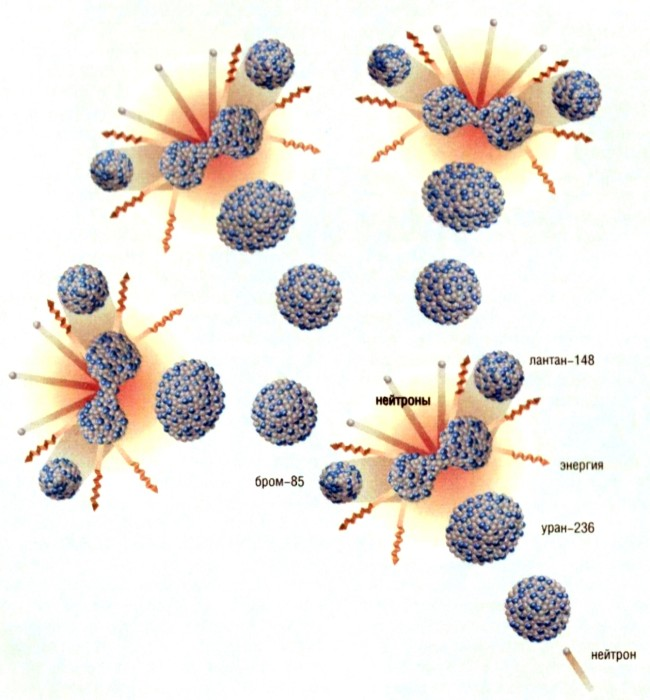 лантан–148
нейтроны
энергия
бром–85
уран–236
нейтрон